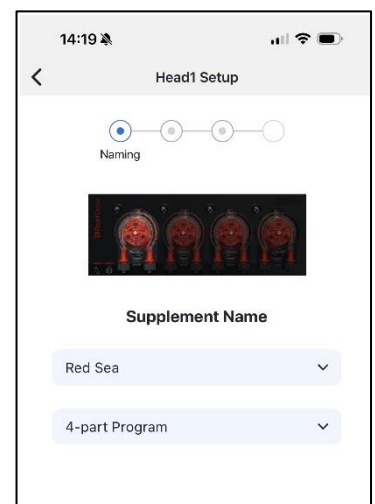 14:19
Head1 Setup
Naming
Supplement Name
Red Sea
4-part Program